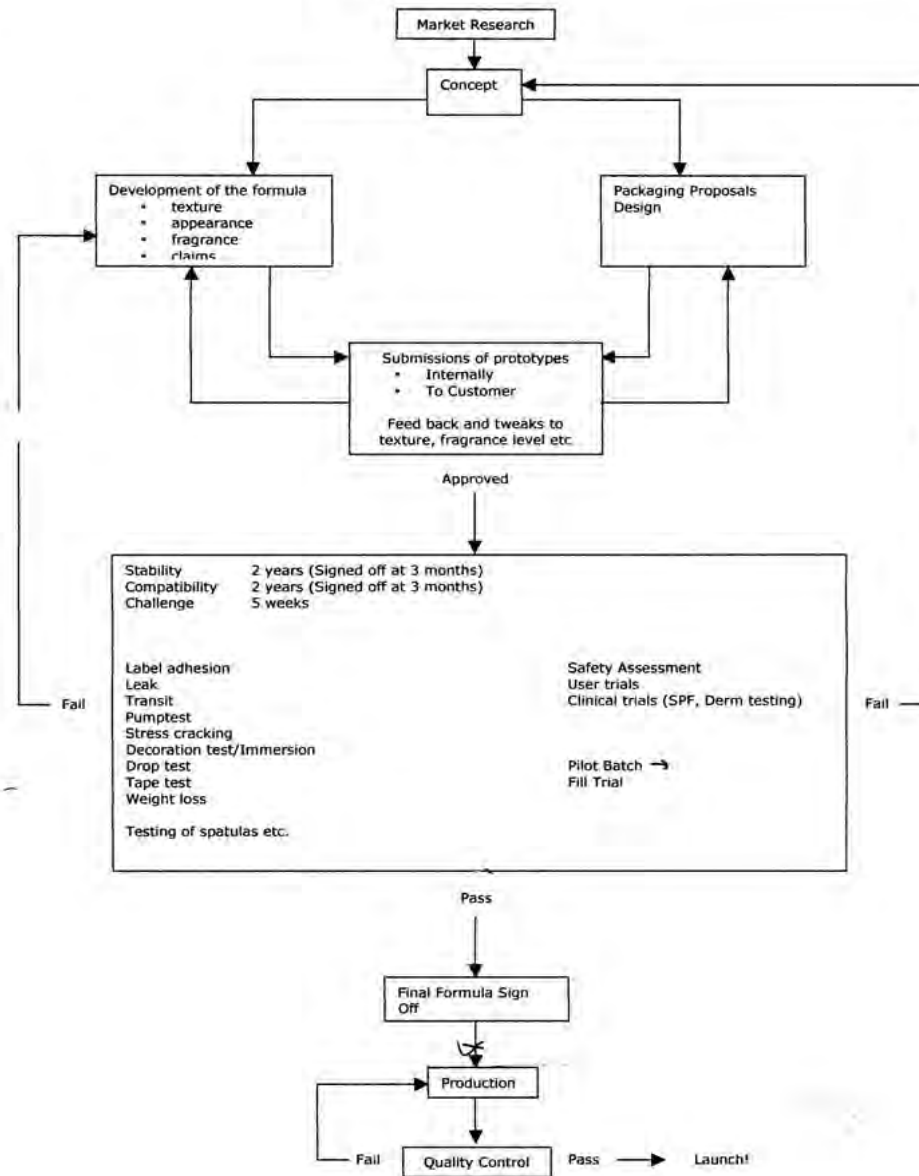 Market Research
Concept
Development of the formula
· texture
· appearance
· fragrance
· claims
Packaging Proposals
Design
Submissions of prototypes
· Internally
· To Customer
Feed back and tweaks to
texture, fragrance level etc
Approved
Stability 2 years (Signed off at 3 months)
Compatibility 2 years (Signed off at 3 months)
Challenge 5 weeks
Label adhesion
Leak
Transit
Pumptest
Stress cracking
Decoration test/Immersion
Drop test
Tape test
Weight loss
Testing of spatulas etc.
Safety Assessment
User trials
Clinical trials (SPF, Derm testing)
Pilot Batch →
Fill Trial
Fail
Fail
Pass
Final Formula Sign
Off
Production
Fail
Quality Control
Pass
Launch!